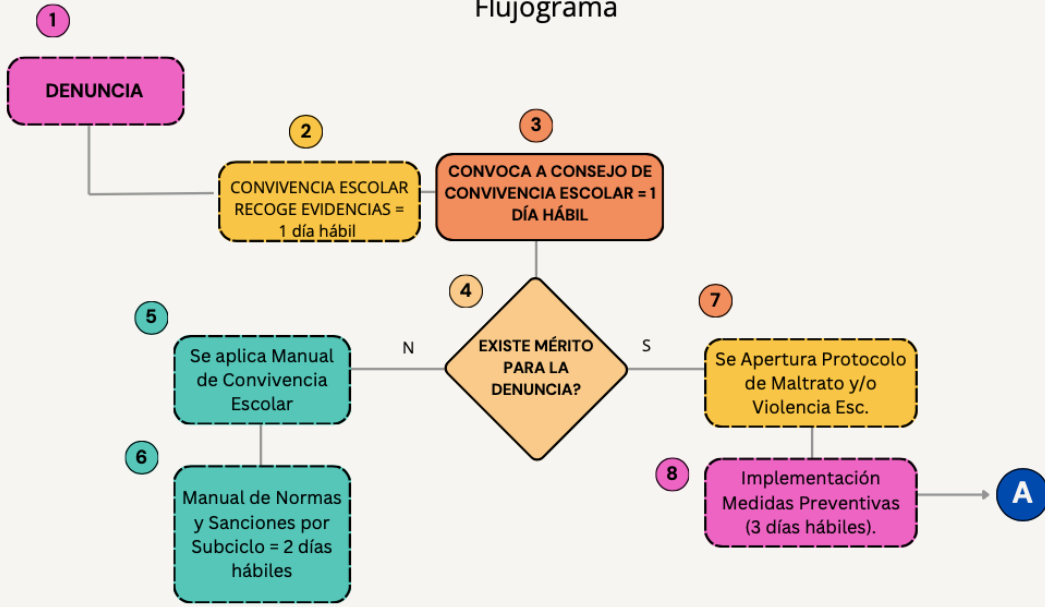 Flujograma
1
DENUNCIA
2
CONVIVENCIA ESCOLAR
RECOGE EVIDENCIAS =
1 día hábil
3
CONVOCA A CONSEJO DE
CONVIVENCIA ESCOLAR = 1
DÍA HÁBIL
4
EXISTE MÉRITO
PARA LA
DENUNCIA?
N
S
5
Se aplica Manual
de Convivencia
Escolar
6
Manual de Normas
y Sanciones por
Subciclo = 2 días
hábiles
7
Se Apertura Protocolo
de Maltrato y/o
Violencia Esc.
8
Implementación
Medidas Preventivas
(3 días hábiles).
A